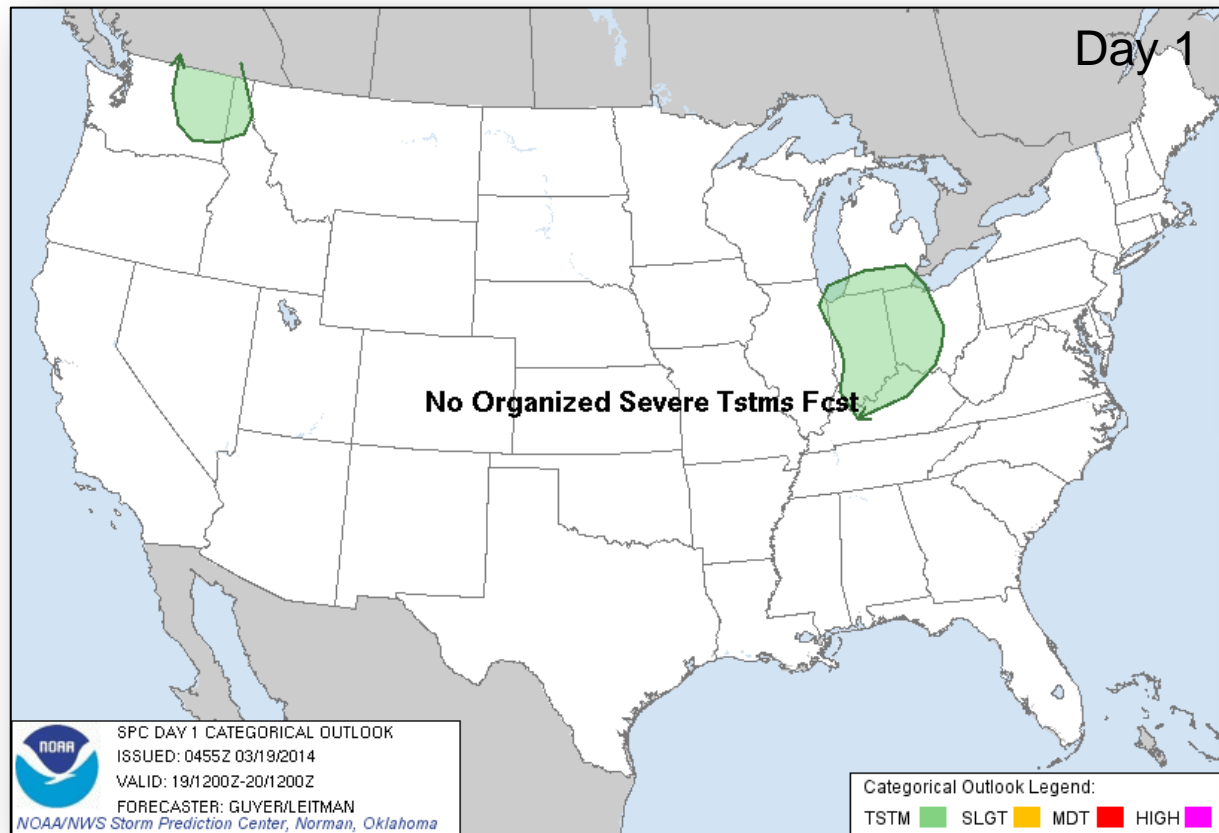 Day 1
No Organized Severe Tstms Fcst
NOAA
SPC DAY 1 CATEGORICAL OUTLOOK
ISSUED: 0455Z 03/19/2014
VALID: 19/1200Z-20/1200Z
FORECASTER: GUYER/LEITMAN
NOAA/NWS Storm Prediction Center, Norman, Oklahoma
Categorical Outlook Legend:
TSTM SLGT MDT HIGH